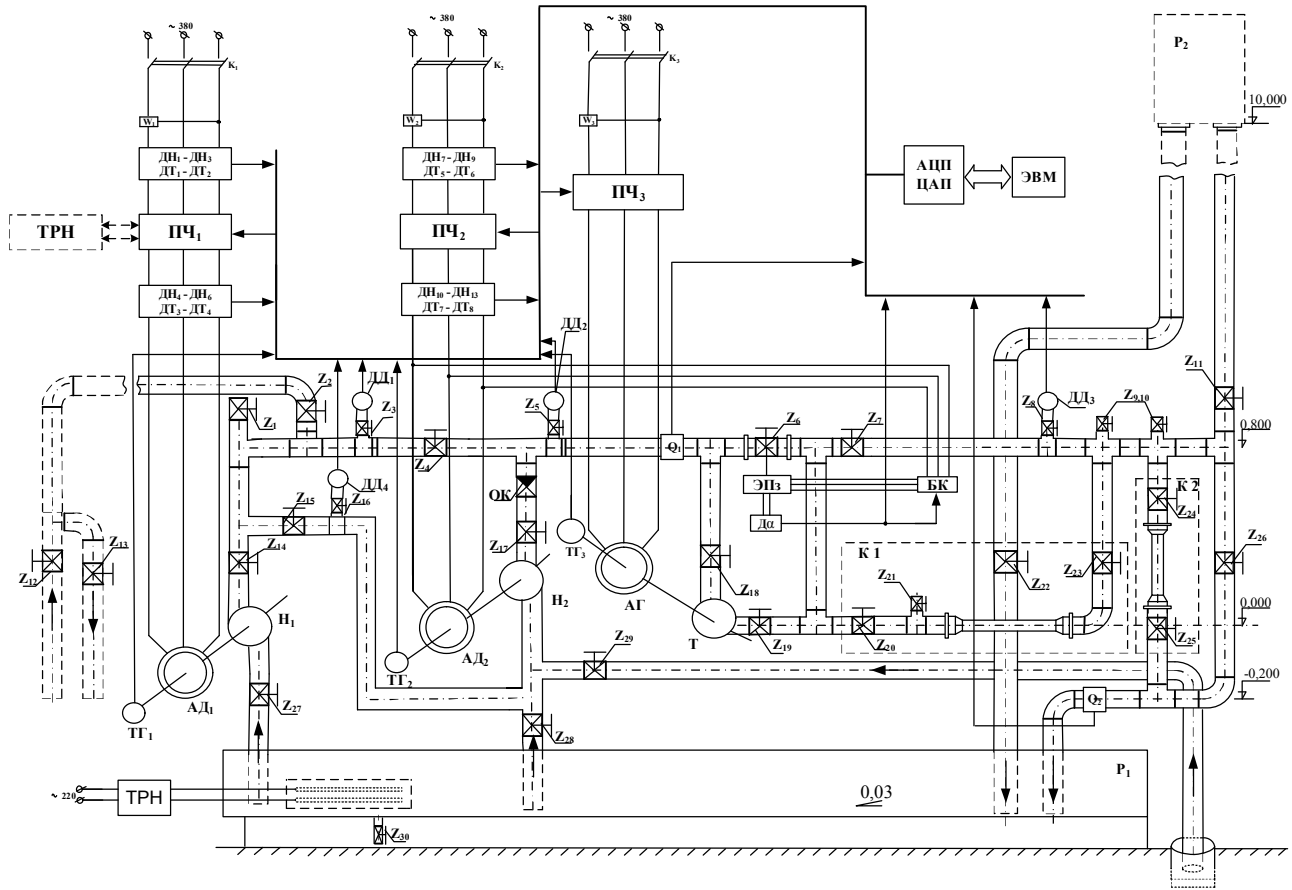 ~ 380
~ 380
~ 380
K₁
K₂
K₃
P₂
10,000
W₁
W₂
W₃
ДН₁ - ДН₃
ДТ₁ - ДТ₂
ДН₇ - ДН₉
ДТ₅ - ДТ₆
АЦП
ЦАП
ЭВМ
ПЧ₃
ТРН
ПЧ₁
ПЧ₂
ДН₄ - ДН₆
ДТ₃ - ДТ₄
ДН₁₀ - ДН₁₃
ДТ₇ - ДТ₈
ДД₂
Z₂
ДД₁
Z₁₁
Z₁
Z₃
Z₅
Z₆
Z₇
Z₈
ДД₃
Z₉,₁₀
0,800
Z₄
Q₁
ДД₄
ОК
ЭПз
БК
К 2
Z₁₅
Z₁₆
Z₂₄
Dα
Z₁₇
ТГ₃
К 1
Z₁₃
Z₁₄
Z₁₂
Z₁₈
Z₂₁
Z₂₂
Z₂₃
Z₂₆
Н₂
АГ
Н₁
0,000
Т
Z₁₉
Z₂₀
Z₂₅
АД₂
ТГ₂
Z₂₉
-0,200
АД₁
Z₂₇
Q₂
ТГ₁
Z₂₈
P₁
~ 220
ТРН
0,03
Z₃₀